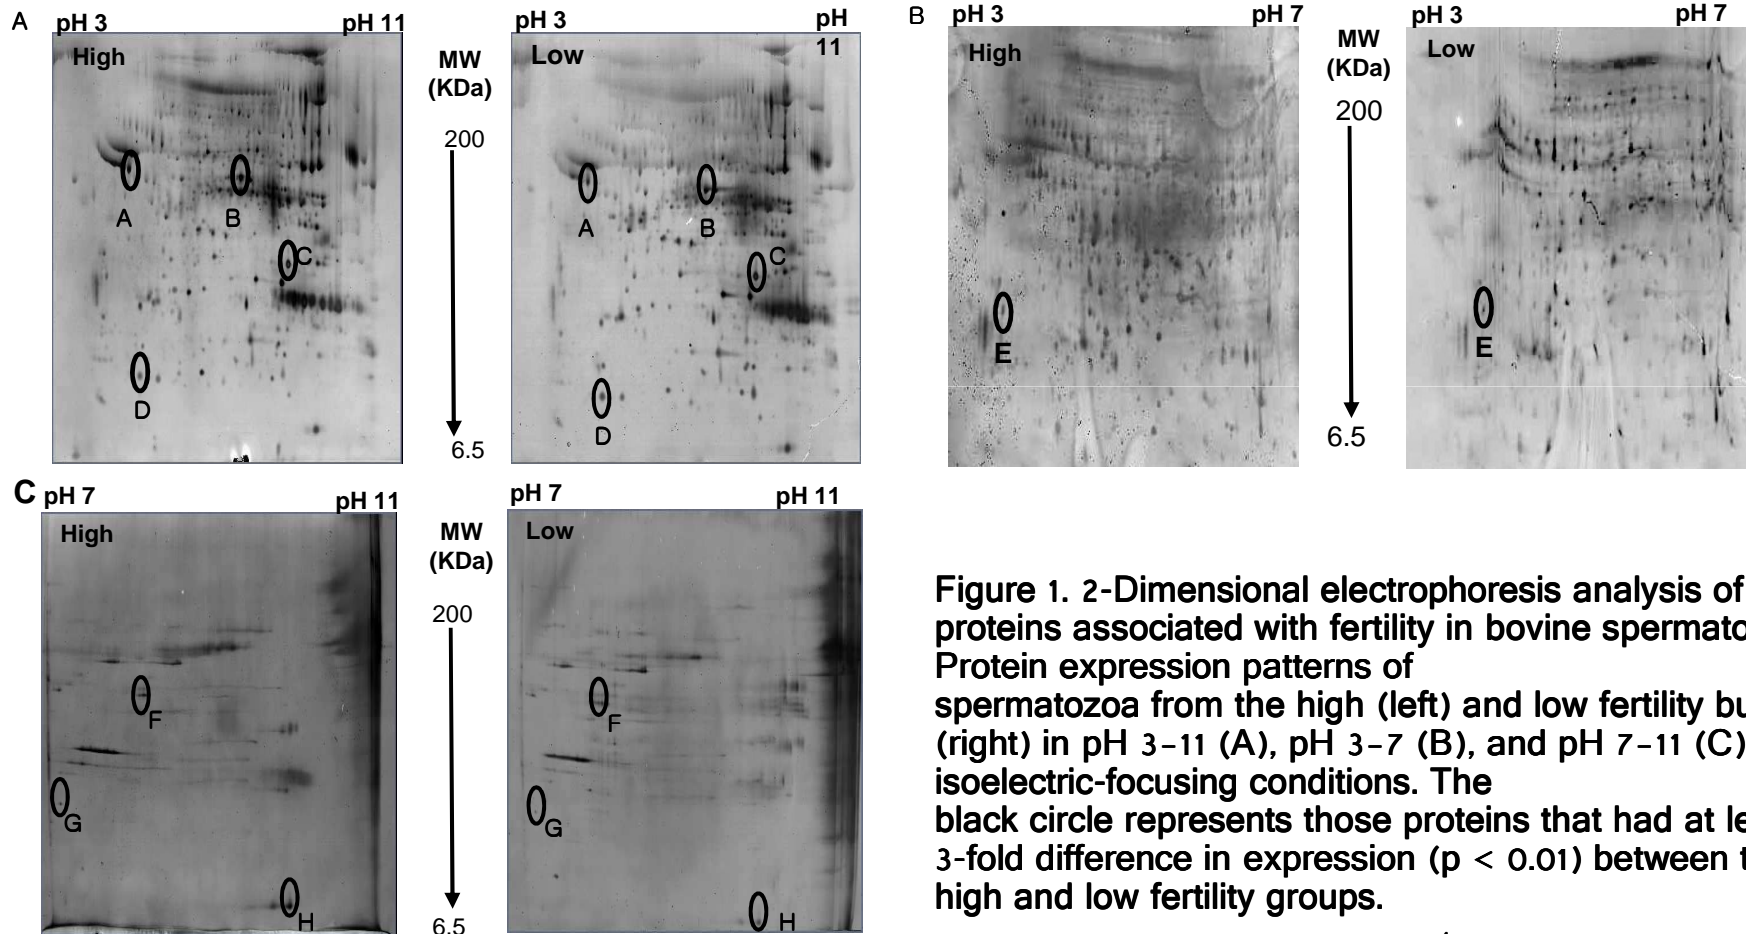 A
pH 3
pH 11
High
MW
(KDa)
200
6.5
A
B
C
D
pH 3
pH
11
Low
A
B
C
D
B
pH 3
pH 7
High
MW
(KDa)
200
6.5
E
pH 3
pH 7
Low
E
C
pH 7
pH 11
High
MW
(KDa)
200
6.5
F
G
H
pH 7
pH 11
Low
F
G
H
Figure 1. 2-Dimensional electrophoresis analysis of
proteins associated with fertility in bovine spermato
Protein expression patterns of
spermatozoa from the high (left) and low fertility bu
(right) in pH 3-11 (A), pH 3-7 (B), and pH 7-11 (C)
isoelectric-focusing conditions. The
black circle represents those proteins that had at le
3-fold difference in expression (p < 0.01) between t
high and low fertility groups.